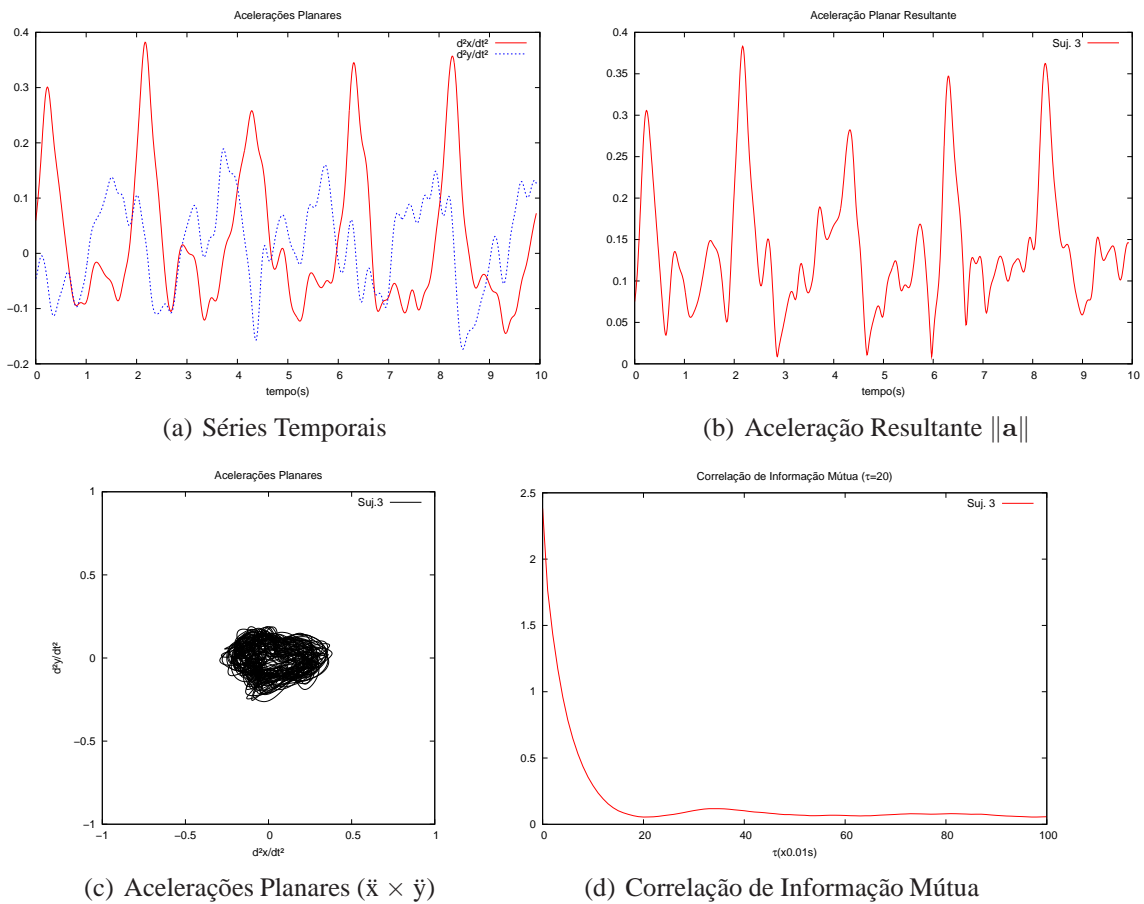 Acelerações Planares
d²x/dt²
d²y/dt²
0.4
0.3
0.2
0.1
0
−0.1
−0.2
0 1 2 3 4 5 6 7 8 9 10
tempo(s)
(a) Séries Temporais
Aceleração Planar Resultante
Suj. 3
0.4
0.35
0.3
0.25
0.2
0.15
0.1
0.05
0
0 1 2 3 4 5 6 7 8 9 10
tempo(s)
(b) Aceleração Resultante ‖a‖
Acelerações Planares
Suj.3
1
0.5
0
−0.5
−1
d²y/dt²
−1 −0.5 0 0.5 1
d²x/dt²
(c) Acelerações Planares (ẍ × ÿ)
Correlação de Informação Mútua (τ=20)
Suj. 3
2.5
2
1.5
1
0.5
0
0 20 40 60 80 100
τ(x0.01s)
(d) Correlação de Informação Mútua